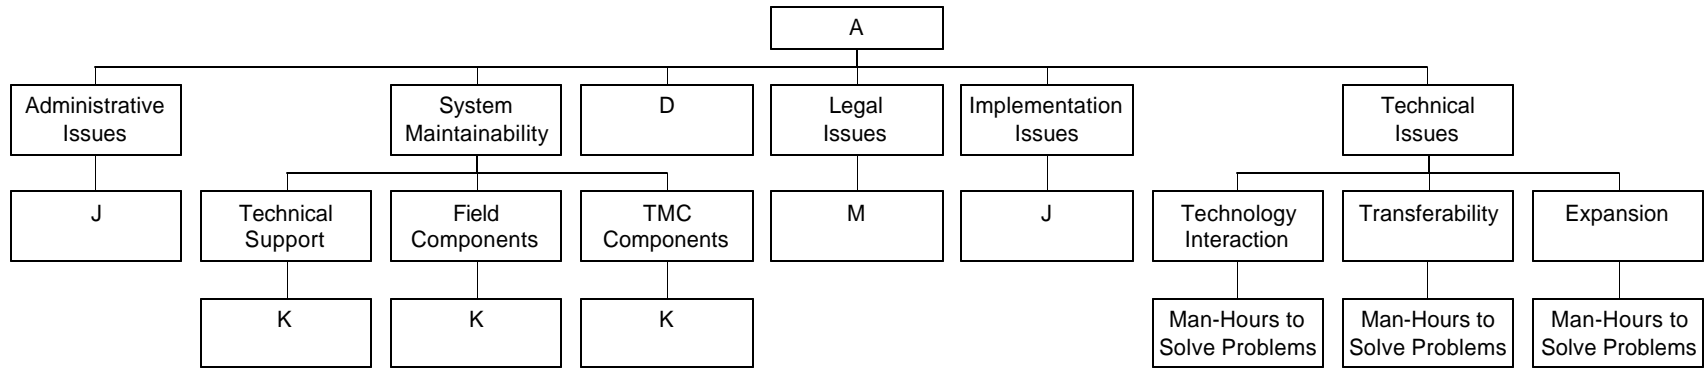 A
Administrative
Issues
System
Maintainability
D
Legal
Issues
Implementation
Issues
Technical
Issues
J
Technical
Support
Field
Components
TMC
Components
M
J
Technology
Interaction
Transferability
Expansion
K
K
K
Man-Hours to
Solve Problems
Man-Hours to
Solve Problems
Man-Hours to
Solve Problems